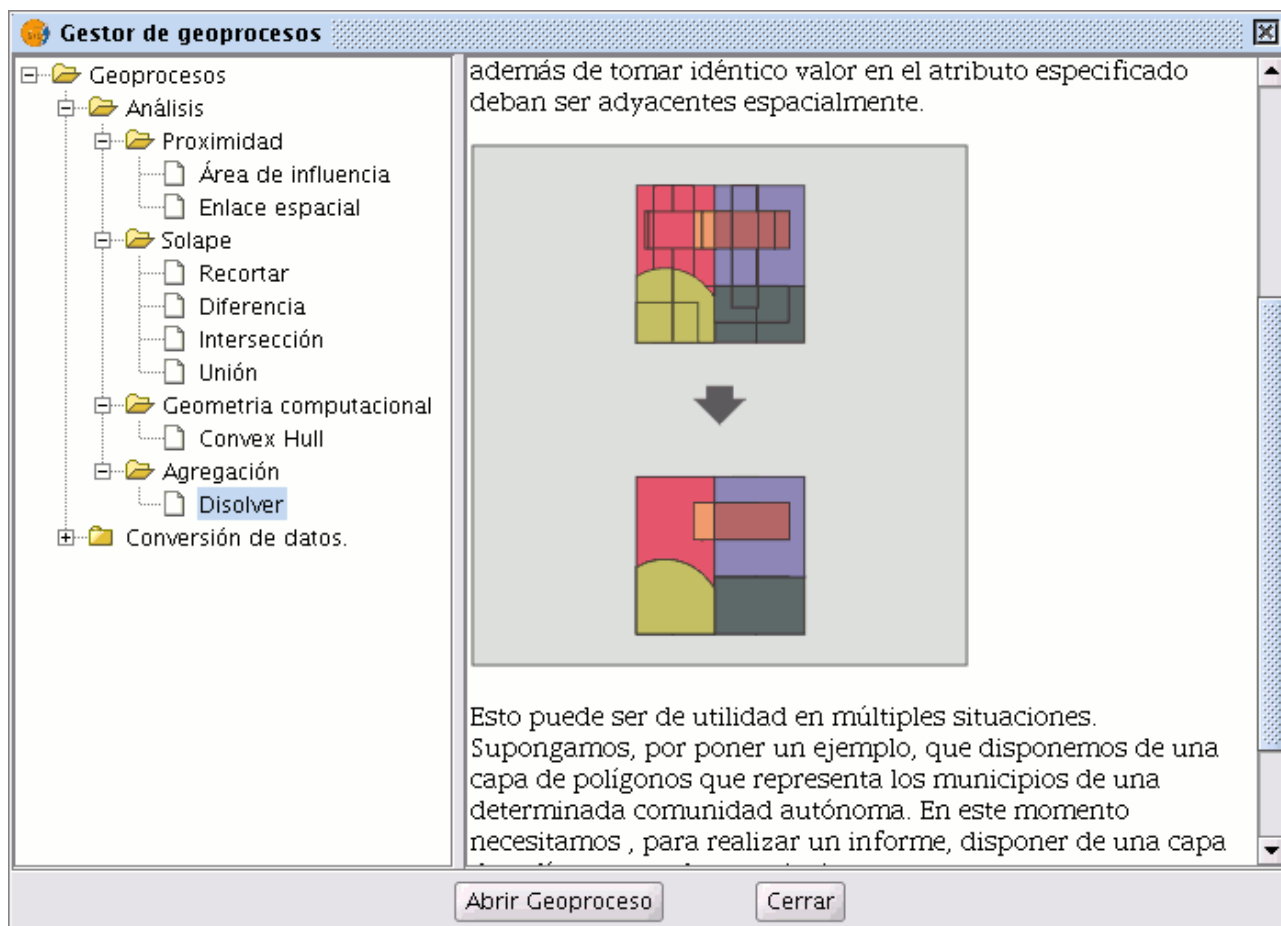 Gestor de geoprocesos
Geoprocesos
Análisis
Proximidad
Área de influencia
Enlace espacial
Solape
Recortar
Diferencia
Intersección
Unión
Geometria computacional
Convex Hull
Agregación
Disolver
Conversión de datos.
además de tomar idéntico valor en el atributo especificado
deban ser adyacentes espacialmente.
Esto puede ser de utilidad en múltiples situaciones.
Supongamos, por poner un ejemplo, que disponemos de una
capa de polígonos que representa los municipios de una
determinada comunidad autónoma. En este momento
necesitamos , para realizar un informe, disponer de una capa
Abrir Geoproceso
Cerrar